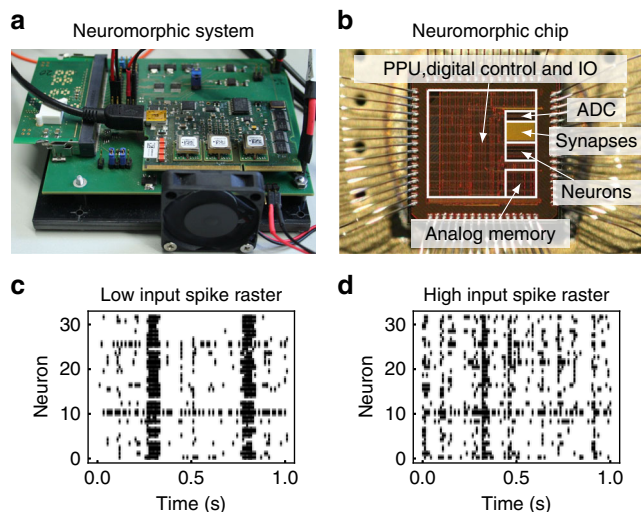 a Neuromorphic system
b Neuromorphic chip
PPU,digital control and IO
ADC
Synapses
Neurons
Analog memory
c Low input spike raster
30
20
10
0
Neuron
0.0 0.5 1.0
Time (s)
d High input spike raster
30
20
10
0
Neuron
0.0 0.5 1.0
Time (s)